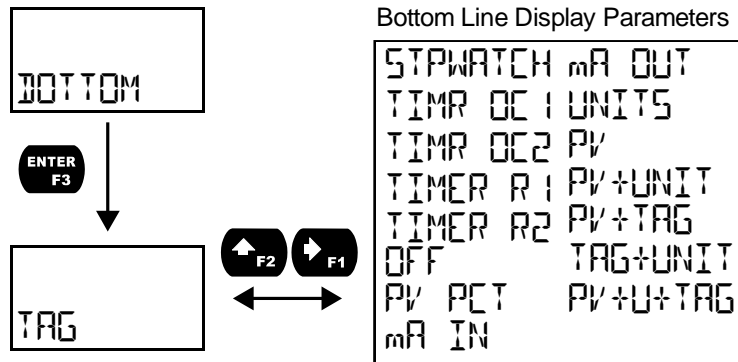 Bottom Line Display Parameters
BOTTOM
ENTER
F3
TAG
F2
F1
STPWATCH mA OUT
TIMR OC1 UNITS
TIMR OC2 PV
TIMER R1 PV+UNIT
TIMER R2 PV+TAG
OFF TAG+UNIT
PV PCT PV+U+TAG
mA IN